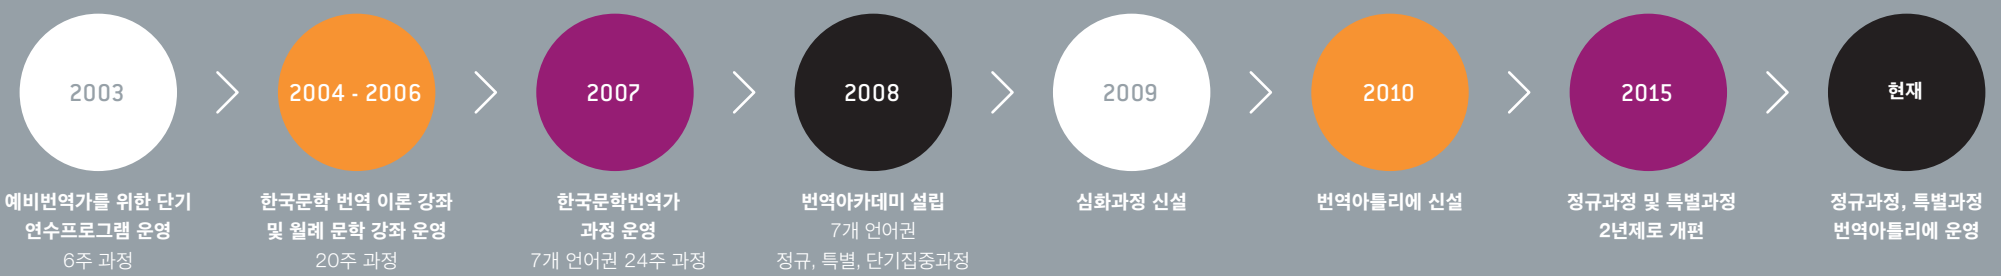 2003
예비번역가를 위한 단기
연수프로그램 운영
6주 과정
2004 - 2006
한국문학 번역 이론 강좌
및 월례 문학 강좌 운영
20주 과정
2007
한국문학번역가
과정 운영
7개 언어권 24주 과정
2008
번역아카데미 설립
7개 언어권
정규, 특별, 단기집중과정
2009
심화과정 신설
2010
번역아틀리에 신설
2015
정규과정 및 특별과정
2년제로 개편
현재
정규과정, 특별과정
번역아틀리에 운영